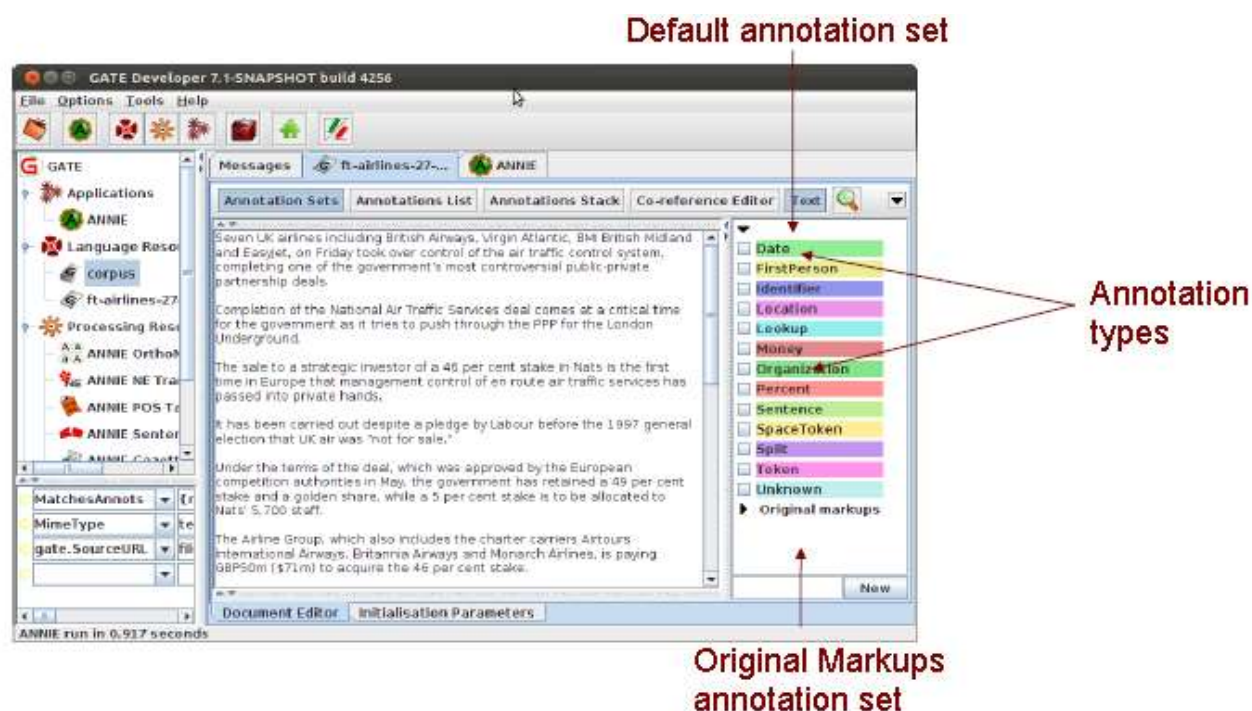 Default annotation set
GATE Developer 7.1-SNAPSHOT build 4256
File Options Tools Help
GATE
Applications
ANNIE
Language Resou
corpus
ft-airlines-27-
Processing Reso
ANNIE OrthoM
ANNIE NE Tra
ANNIE POS Ta
ANNIE Senten
ANNIE Gazett
MatchesAnnots {n
MimeType te
gate.SourceURL fil
Messages ft-airlines-27-... ANNIE
Annotation Sets Annotations List Annotations Stack Co-reference Editor Text
Seven UK airlines including British Airways, Virgin Atlantic, BMI British Midland
and EasyJet, on Friday took over control of the air traffic control system,
completing one of the government's most controversial public-private
partnership deals.
Completion of the National Air Traffic Services deal comes at a critical time
for the government as it tries to push through the PPP for the London
Underground.
The sale to a strategic investor of a 46 per cent stake in Nats is the first
time in Europe that management control of en route air traffic services has
passed into private hands.
It has been carried out despite a pledge by Labour before the 1997 general
election that UK air was "not for sale."
Under the terms of the deal, which was approved by the European
competition authorities in May, the government has retained a 49 per cent
stake and a golden share, while a 5 per cent stake is to be allocated to
Nats' 5,700 staff.
The Airline Group, which also includes the charter carriers Airtours
International Airways, Britannia Airways and Monarch Airlines, is paying
GBP50m ($71m) to acquire the 46 per cent stake.
Date
FirstPerson
Identifier
Location
Lookup
Money
Organization
Percent
Sentence
SpaceToken
Split
Token
Unknown
Original markups
New
Annotation
types
Document Editor Initialisation Parameters
ANNIE run in 0.917 seconds
Original Markups
annotation set